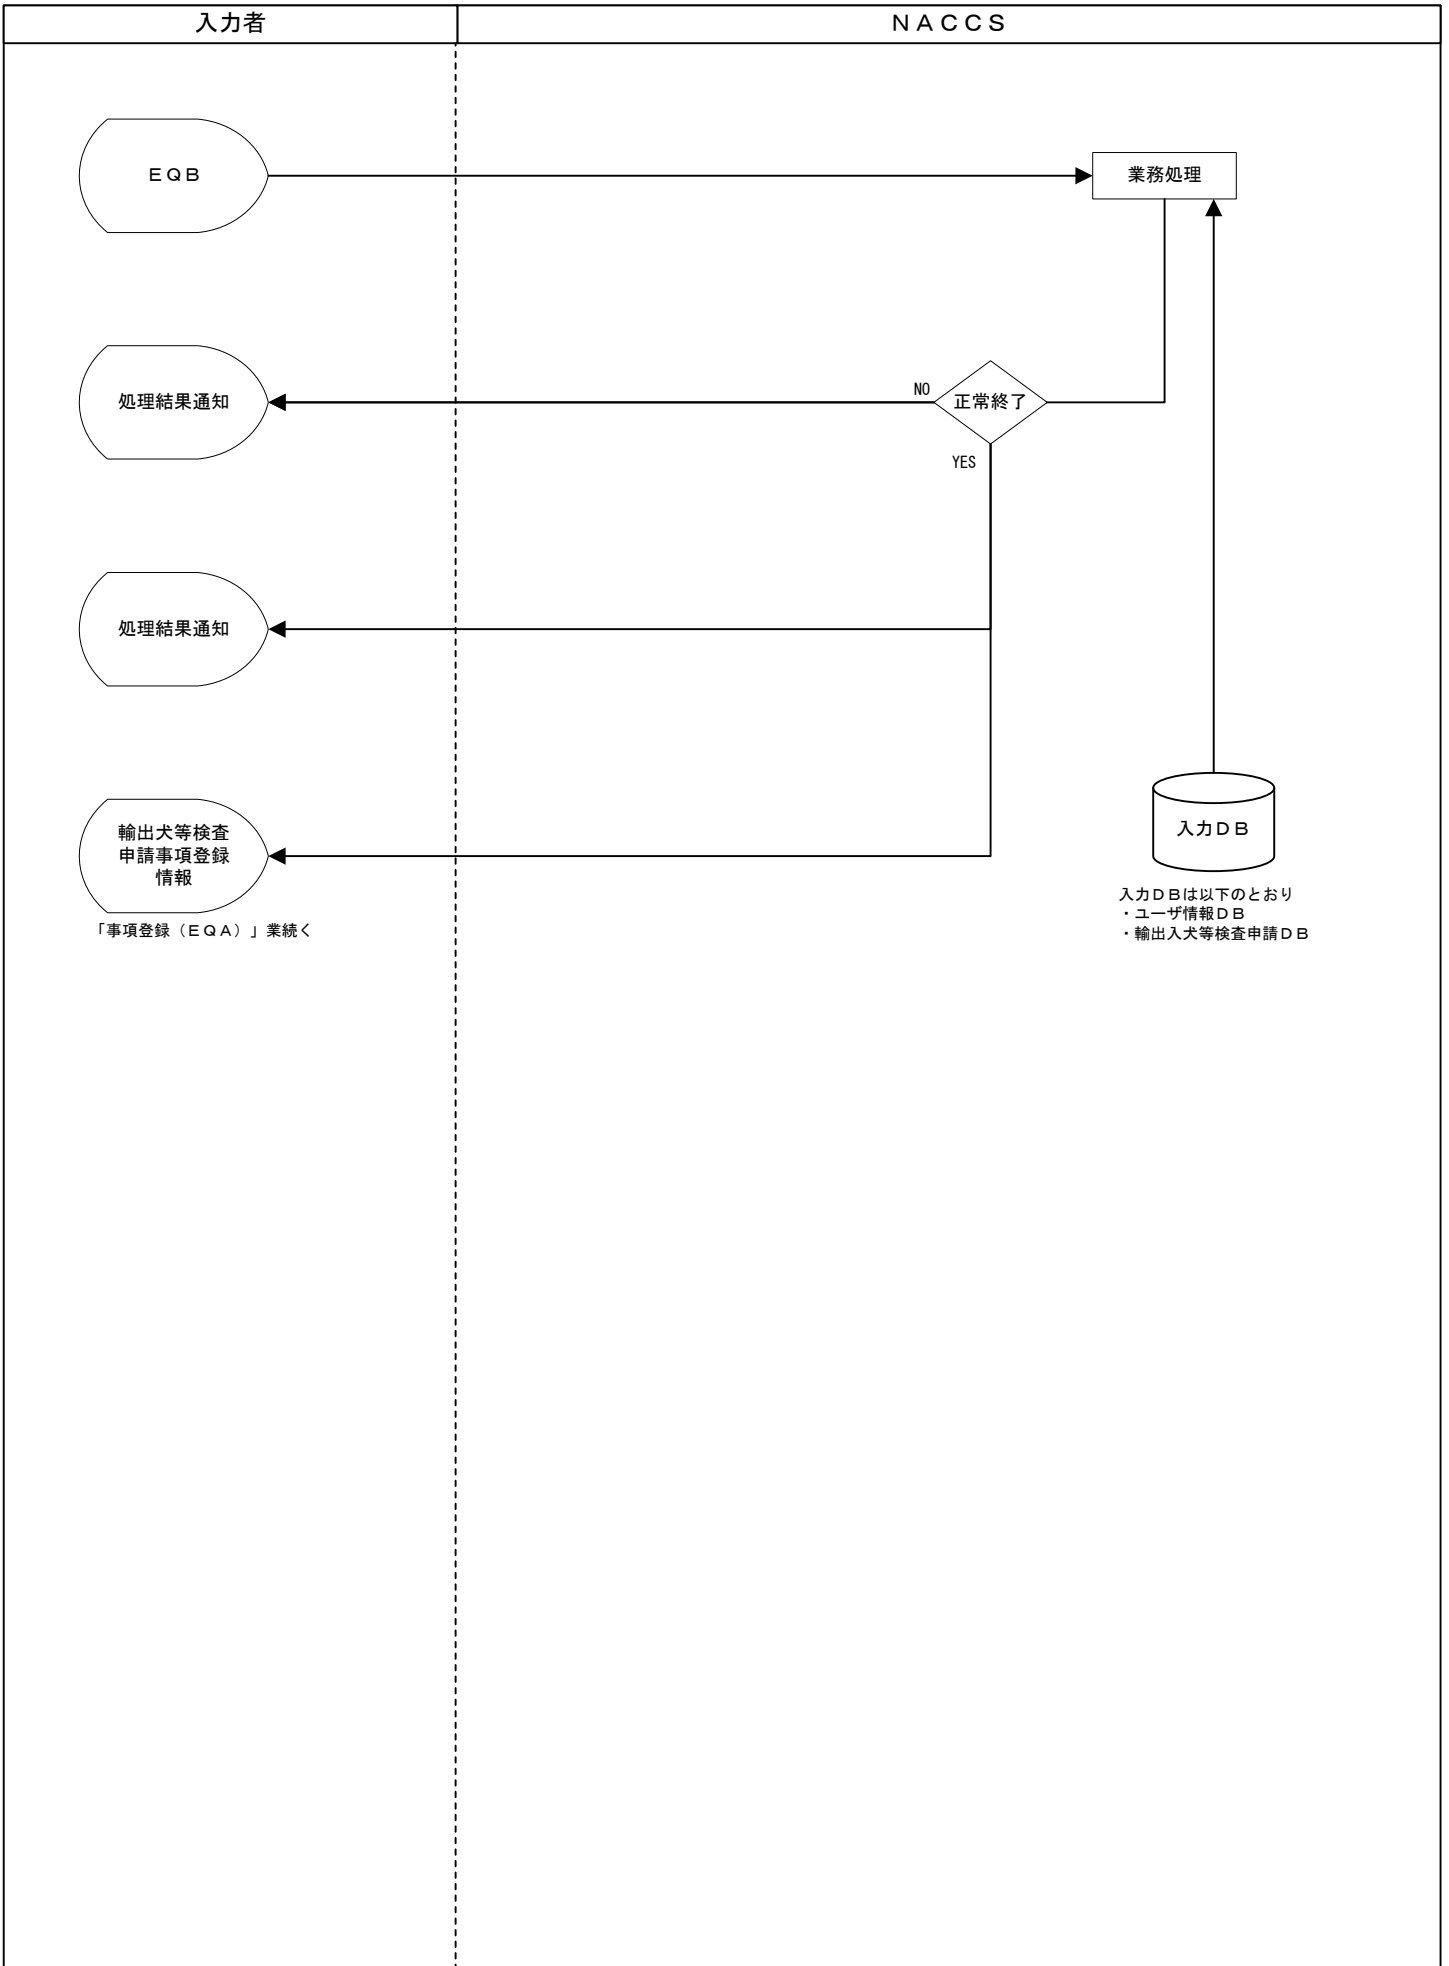 入力者
ＮＡＣＣＳ
ＥＱＢ
業務処理
処理結果通知
NO
正常終了
YES
処理結果通知
輸出犬等検査
申請事項登録
情報
「事項登録（ＥＱＡ）」業続く
入力ＤＢ
入力ＤＢは以下のとおり
・ユーザ情報ＤＢ
・輸出入犬等検査申請ＤＢ